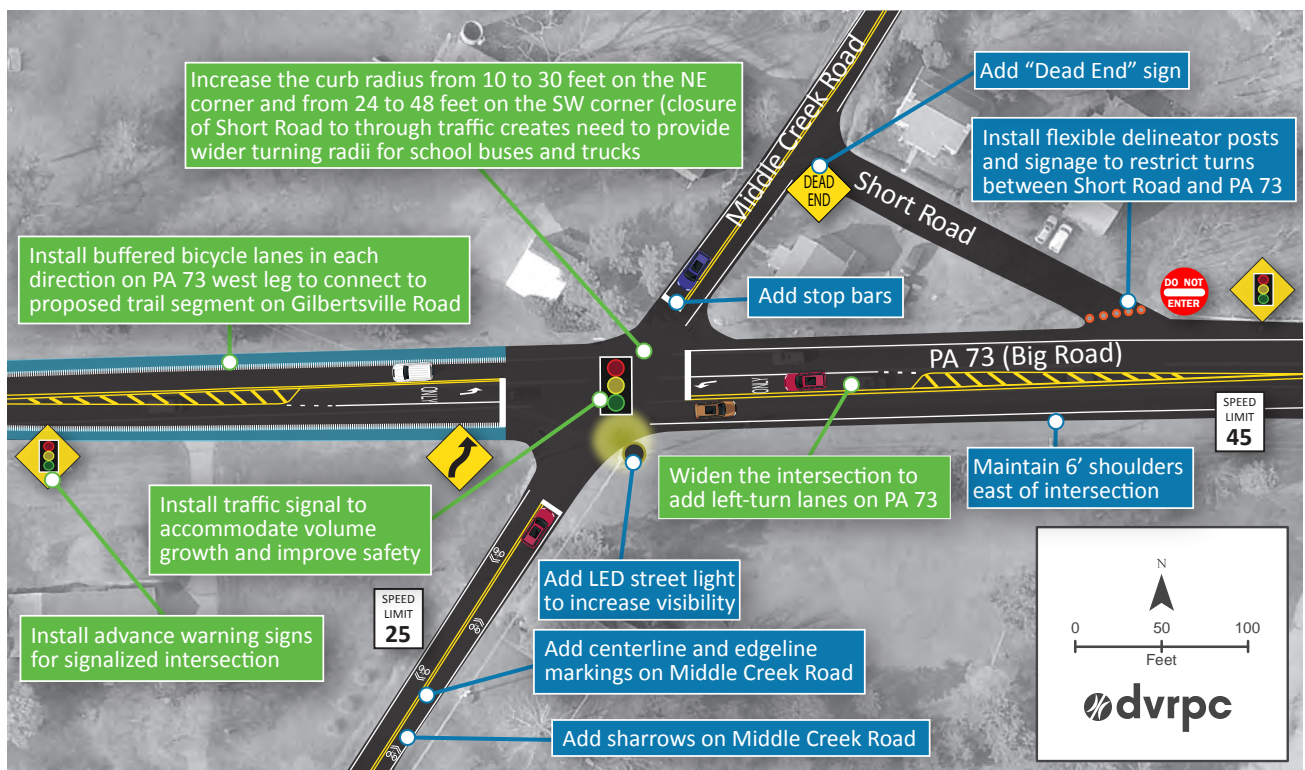 Increase the curb radius from 10 to 30 feet on the NE
corner and from 24 to 48 feet on the SW corner (closure
of Short Road to through traffic creates need to provide
wider turning radii for school buses and trucks
Middle Creek Road
Add “Dead End” sign
DEAD
END
Short Road
Install flexible delineator posts
and signage to restrict turns
between Short Road and PA 73
Install buffered bicycle lanes in each
direction on PA 73 west leg to connect to
proposed trail segment on Gilbertsville Road
Add stop bars
DO NOT
ENTER
PA 73 (Big Road)
ONLY
ONLY
SPEED
LIMIT
45
Install traffic signal to
accommodate volume
growth and improve safety
Widen the intersection to
add left-turn lanes on PA 73
Maintain 6’ shoulders
east of intersection
SPEED
LIMIT
25
Add LED street light
to increase visibility
Install advance warning signs
for signalized intersection
Add centerline and edgeline
markings on Middle Creek Road
Add sharrows on Middle Creek Road
N
0 50 100
Feet
dvrpc